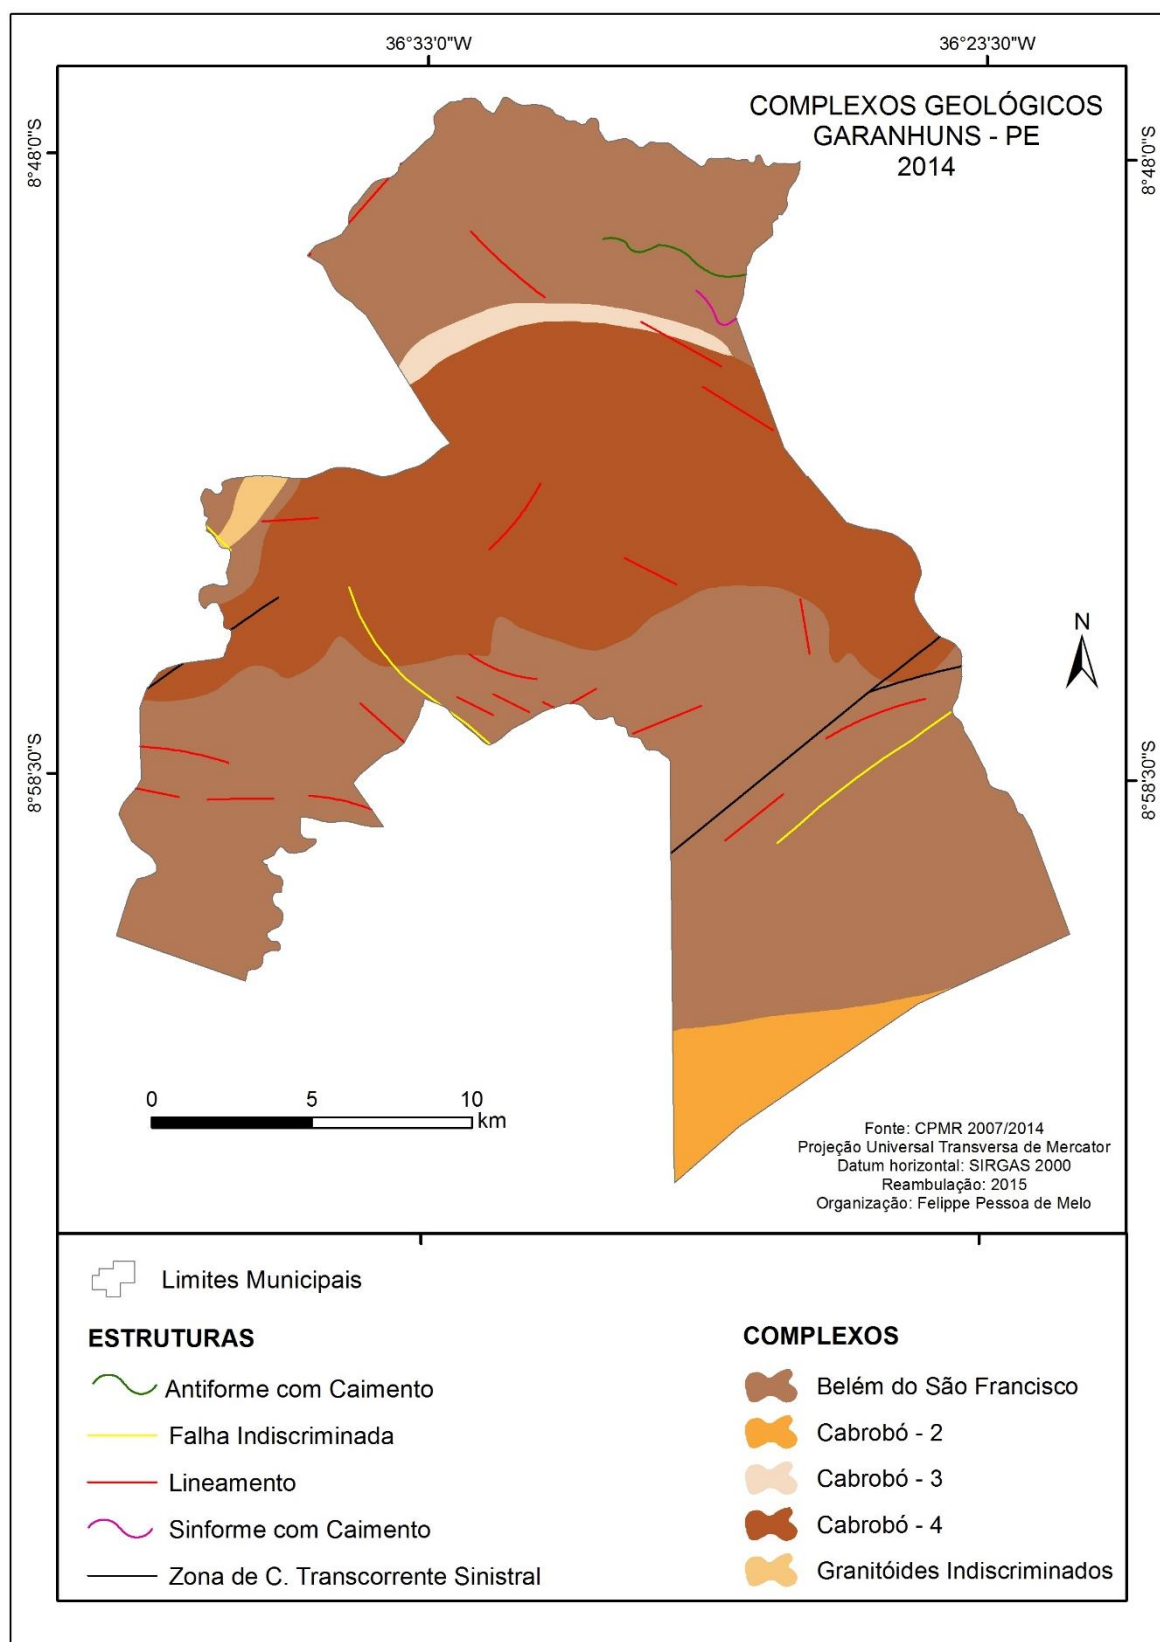 36°33'0"W
36°23'30"W
COMPLEXOS GEOLÓGICOS
GARANHUNS - PE
2014
8°48'0"S
8°48'0"S
N
8°58'30"S
8°58'30"S
0 5 10
km
Fonte: CPMR 2007/2014
Projeção Universal Transversa de Mercator
Datum horizontal: SIRGAS 2000
Reambulação: 2015
Organização: Felippe Pessoa de Melo
Limites Municipais
ESTRUTURAS
Antiforme com Caimento
Falha Indiscriminada
Lineamento
Sinforme com Caimento
Zona de C. Transcorrente Sinistral
COMPLEXOS
Belém do São Francisco
Cabrobó - 2
Cabrobó - 3
Cabrobó - 4
Granitóides Indiscriminados